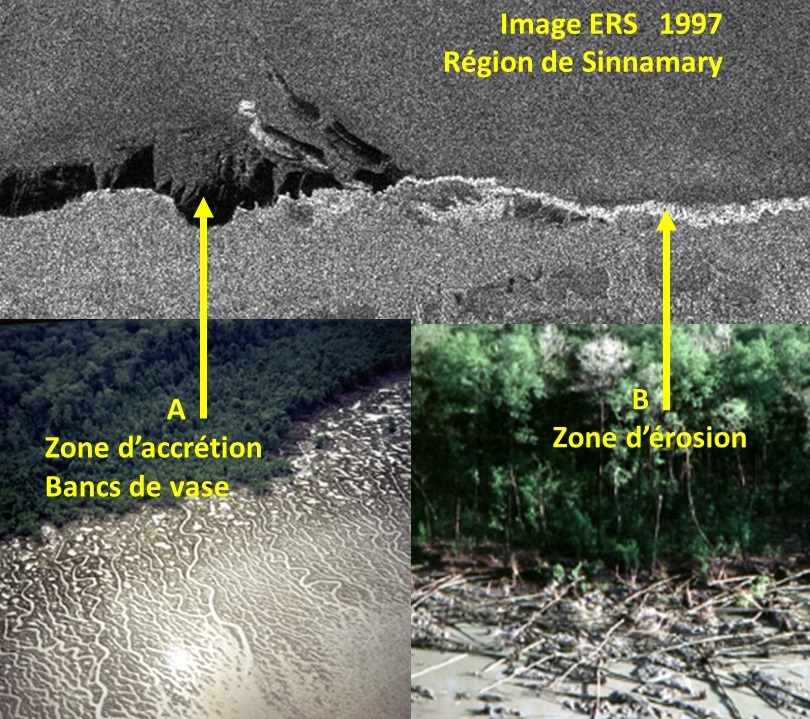 Image ERS 1997
Région de Sinnamary
A
Zone d'accrétion
Bancs de vase
B
Zone d'érosion